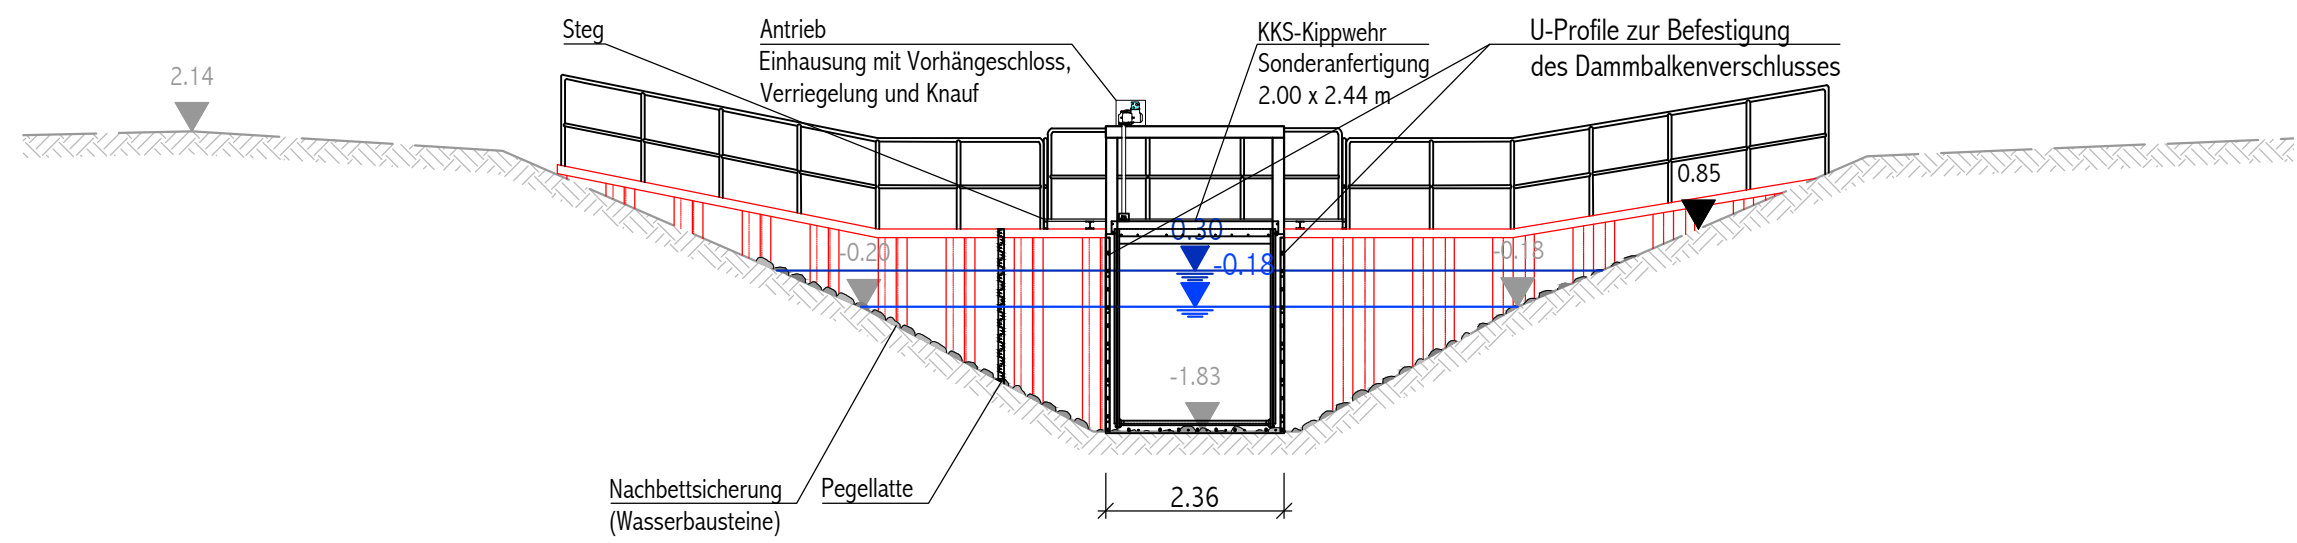 Steg
Antrieb
Einhausung mit Vorhängeschloss,
Verriegelung und Knauf
KKS-Kippwehr
Sonderanfertigung
2.00 x 2.44 m
U-Profile zur Befestigung
des Dammbalkenverschlusses
2.14
0.85
0.30
-0.20
-0.18
-0.18
-1.83
Nachbettsicherung
(Wasserbausteine)
Pegellatte
2.36